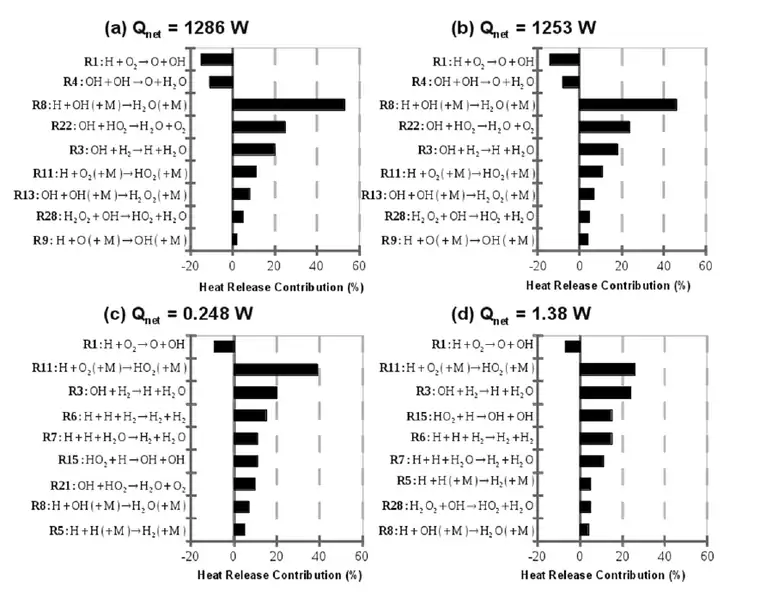 (a) Qnet = 1286 W
R1:H+O2→O+OH
R4:OH+OH→O+H2O
R8:H+OH(+M)→H2O(+M)
R22:OH+HO2→H2O+O2
R3:OH+H2→H+H2O
R11:H+O2(+M)→HO2(+M)
R13:OH+OH(+M)→H2O2(+M)
R28:H2O2+OH→HO2+H2O
R9:H+O(+M)→OH(+M)
-20 0 20 40 60
Heat Release Contribution (%)
(b) Qnet = 1253 W
R1:H+O2→O+OH
R4:OH+OH→O+H2O
R8:H+OH(+M)→H2O(+M)
R22:OH+HO2→H2O+O2
R3:OH+H2→H+H2O
R11:H+O2(+M)→HO2(+M)
R13:OH+OH(+M)→H2O2(+M)
R28:H2O2+OH→HO2+H2O
R9:H+O(+M)→OH(+M)
-20 0 20 40 60
Heat Release Contribution (%)
(c) Qnet = 0.248 W
R1:H+O2→O+OH
R11:H+O2(+M)→HO2(+M)
R3:OH+H2→H+H2O
R6:H+H+H2→H2+H2
R7:H+H+H2O→H2+H2O
R15:HO2+H→OH+OH
R21:OH+HO2→H2O+O2
R8:H+OH(+M)→H2O(+M)
R5:H+H(+M)→H2(+M)
-20 0 20 40 60
Heat Release Contribution (%)
(d) Qnet = 1.38 W
R1:H+O2→O+OH
R11:H+O2(+M)→HO2(+M)
R3:OH+H2→H+H2O
R15:HO2+H→OH+OH
R6:H+H+H2→H2+H2
R7:H+H+H2O→H2+H2O
R5:H+H(+M)→H2(+M)
R28:H2O2+OH→HO2+H2O
R8:H+OH(+M)→H2O(+M)
-20 0 20 40 60
Heat Release Contribution (%)